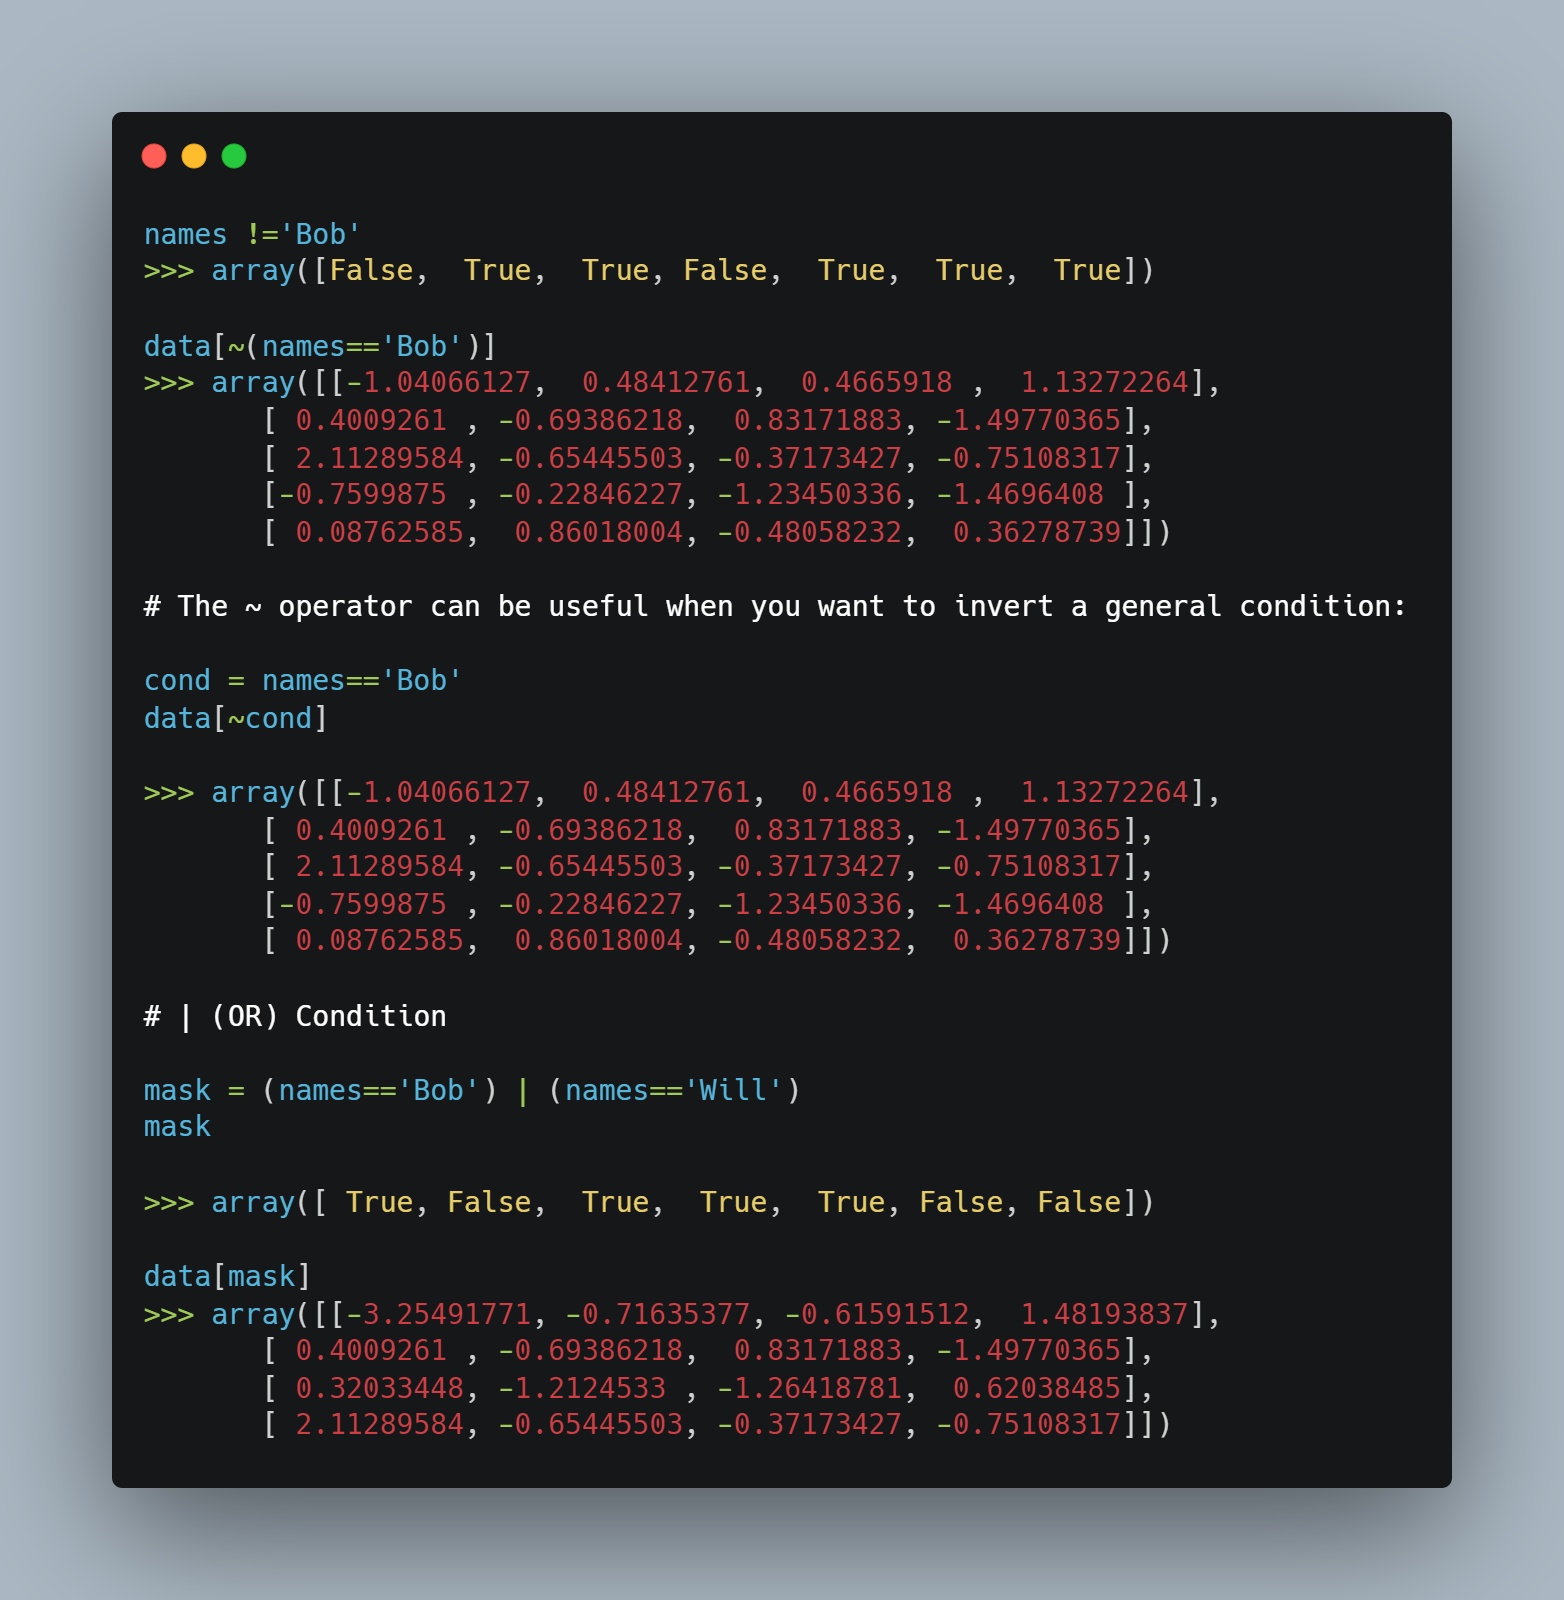 names !='Bob'
>>> array([False,  True,  True, False,  True,  True,  True])
data[~(names=='Bob')]
>>> array([[-1.04066127,  0.48412761,  0.4665918 ,  1.13272264],
       [ 0.4009261 , -0.69386218,  0.83171883, -1.49770365],
       [ 2.11289584, -0.65445503, -0.37173427, -0.75108317],
       [-0.7599875 , -0.22846227, -1.23450336, -1.4696408 ],
       [ 0.08762585,  0.86018004, -0.48058232,  0.36278739]])
# The ~ operator can be useful when you want to invert a general condition:
cond = names=='Bob'
data[~cond]
>>> array([[-1.04066127,  0.48412761,  0.4665918 ,  1.13272264],
       [ 0.4009261 , -0.69386218,  0.83171883, -1.49770365],
       [ 2.11289584, -0.65445503, -0.37173427, -0.75108317],
       [-0.7599875 , -0.22846227, -1.23450336, -1.4696408 ],
       [ 0.08762585,  0.86018004, -0.48058232,  0.36278739]])
# | (OR) Condition
mask = (names=='Bob') | (names=='Will')
mask
>>> array([ True, False,  True,  True,  True, False, False])
data[mask]
>>> array([[-3.25491771, -0.71635377, -0.61591512,  1.48193837],
       [ 0.4009261 , -0.69386218,  0.83171883, -1.49770365],
       [ 0.32033448, -1.2124533 , -1.26418781,  0.62038485],
       [ 2.11289584, -0.65445503, -0.37173427, -0.75108317]])